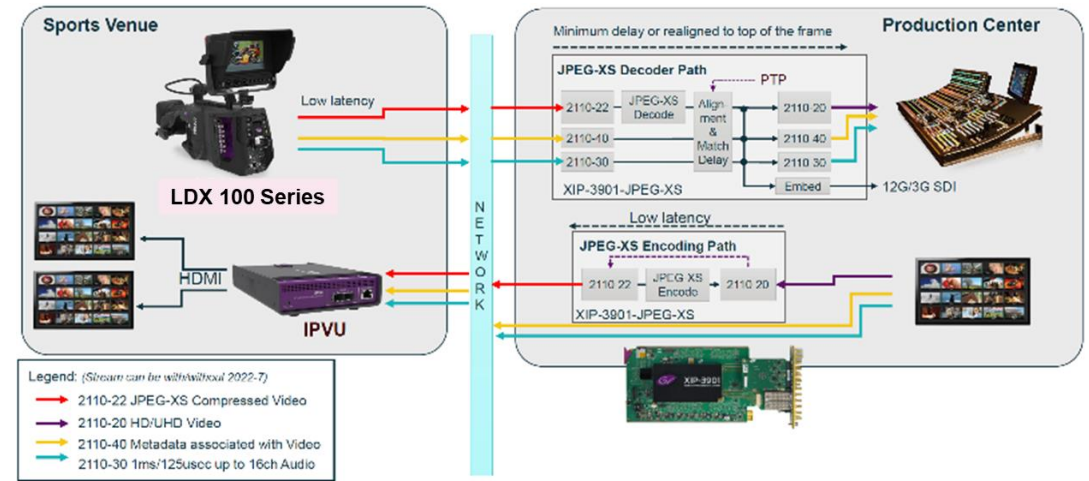 Sports Venue
Low latency
LDX 100 Series
HDMI
IPVU
NETWORK
Production Center
Minimum delay or realigned to top of the frame
JPEG-XS Decoder Path
PTP
2110-22
JPEG-XS
Decode
Align-
ment
&
Match
Delay
2110-20
2110-40
2110-40
2110-30
2110-30
XIP-3901-JPEG-XS
Embed
12G/3G SDI
Low latency
JPEG-XS Encoding Path
2110-22
JPEG XS
Encode
2110-20
XIP-3901-JPEG-XS
XIP-3901
Legend: (Stream can be with/without 2022-7)
2110-22 JPEG-XS Compressed Video
2110-20 HD/UHD Video
2110-40 Metadata associated with Video
2110-30 1ms/125usec up to 16ch Audio